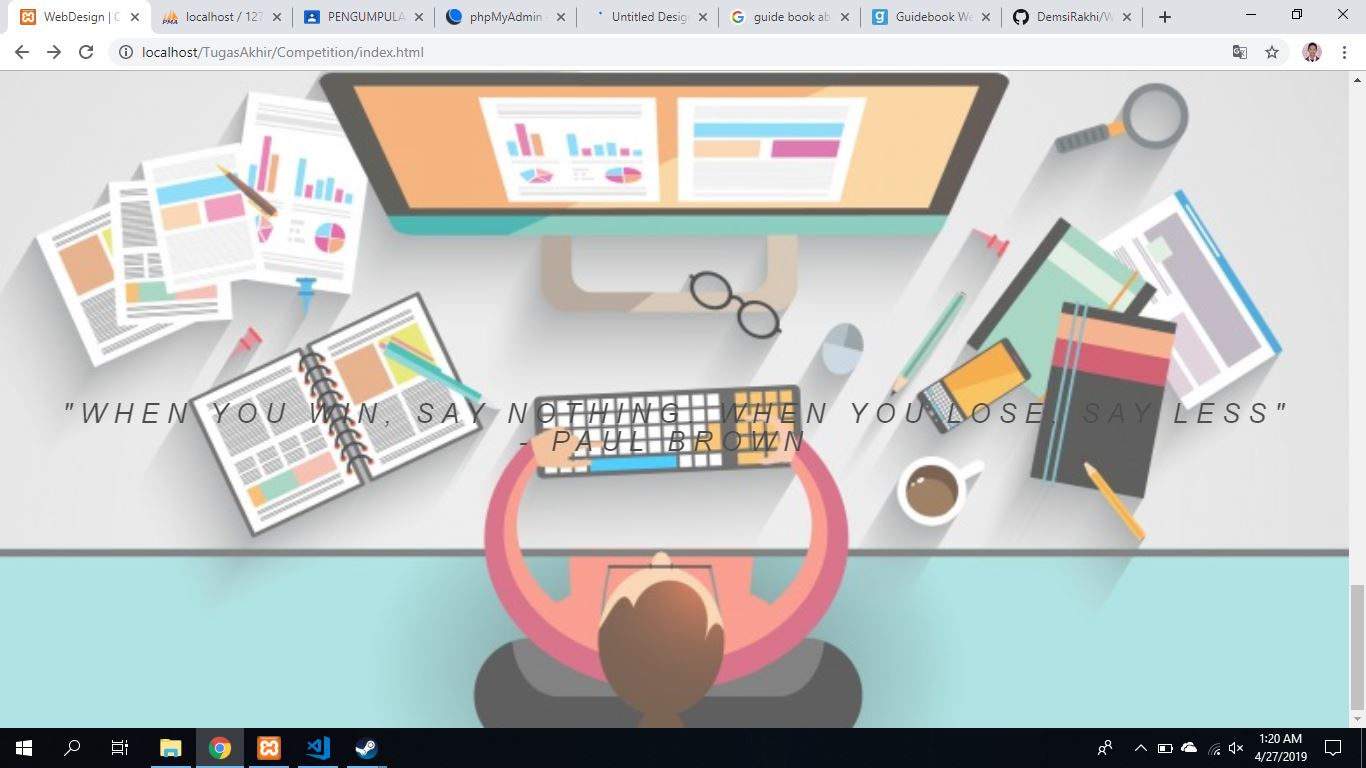 WebDesign | C
localhost / 127
PENGUMPULA
phpMyAdmin
Untitled Design
guide book ab
Guidebook We
DemsiRakhi/W
localhost/TugasAkhir/Competition/index.html
"WHEN YOU WIN, SAY NOTHING, WHEN YOU LOSE, SAY LESS"
- PAUL BROWN
1:20 AM
4/27/2019